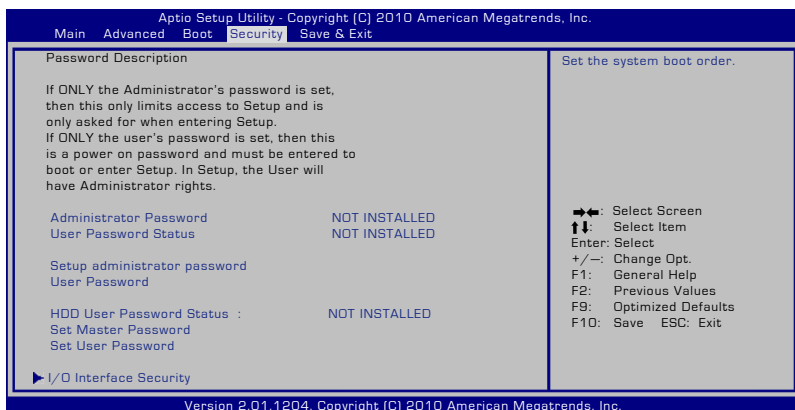 Aptio Setup Utility - Copyright (C) 2010 American Megatrends, Inc.
Main Advanced Boot Security Save & Exit
Password Description
If ONLY the Administrator's password is set,
then this only limits access to Setup and is
only asked for when entering Setup.
If ONLY the user's password is set, then this
is a power on password and must be entered to
boot or enter Setup. In Setup, the User will
have Administrator rights.
Administrator Password NOT INSTALLED
User Password Status NOT INSTALLED
Setup administrator password
User Password
HDD User Password Status : NOT INSTALLED
Set Master Password
Set User Password
I/O Interface Security
Set the system boot order.
→←: Select Screen
↑↓: Select Item
Enter: Select
+/—: Change Opt.
F1: General Help
F2: Previous Values
F9: Optimized Defaults
F10: Save ESC: Exit
Version 2.01.1204. Copyright (C) 2010 American Megatrends, Inc.